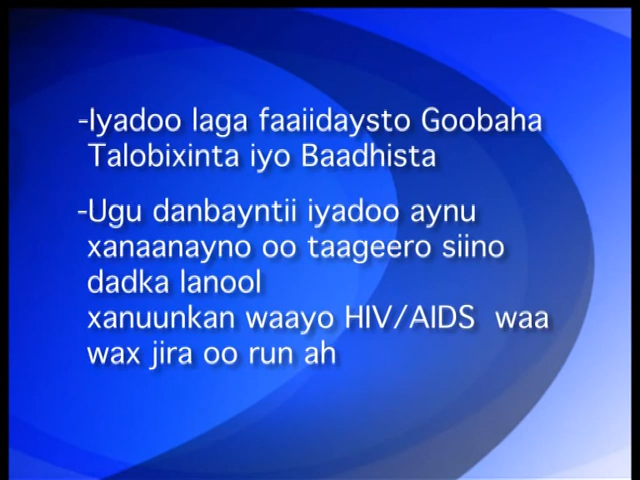 -Iyadoo laga faaiidaysto Goobaha
Talobixinta iyo Baadhista
-Ugu danbayntii iyadoo aynu
xanaanayno oo taageero siino
dadka lanool
xanuunkan waayo HIV/AIDS waa
wax jira oo run ah